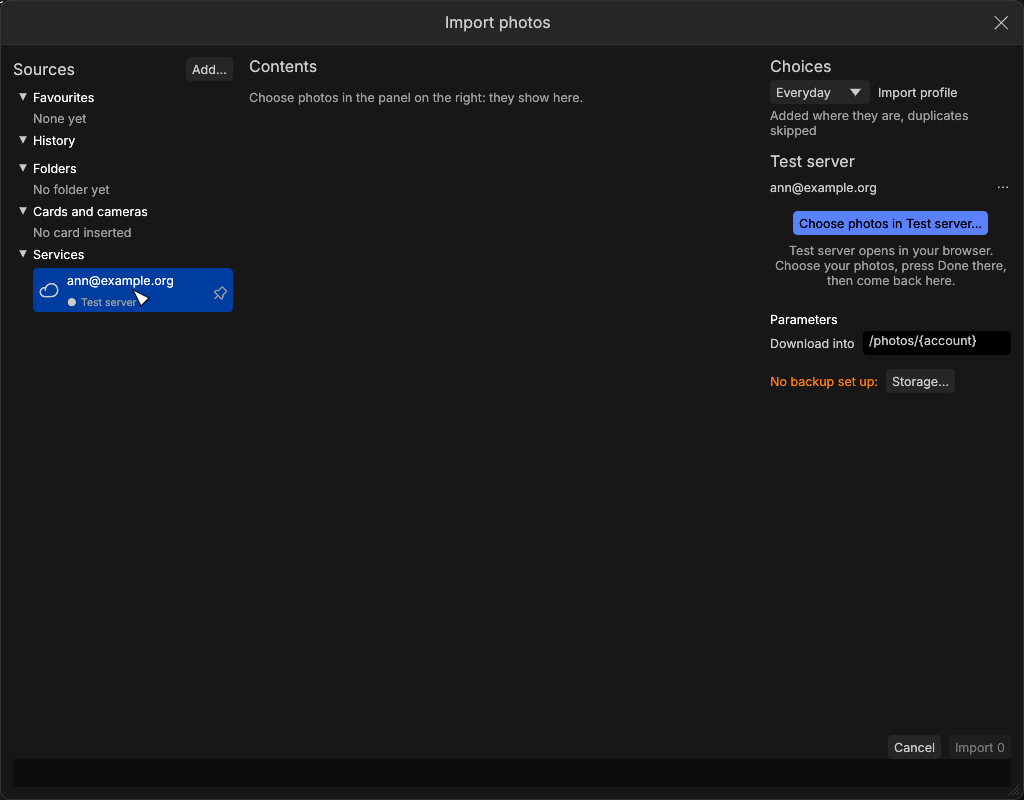 Import photos
Sources
Add...
Favourites
None yet
History
Folders
No folder yet
Cards and cameras
No card inserted
Services
ann@example.org
Test server
Contents
Choose photos in the panel on the right: they show here.
Choices
Everyday
Import profile
Added where they are, duplicates
skipped
Test server
ann@example.org
...
Choose photos in Test server...
Test server opens in your browser.
Choose your photos, press Done there,
then come back here.
Parameters
Download into
/photos/{account}
No backup set up:
Storage...
Cancel
Import 0